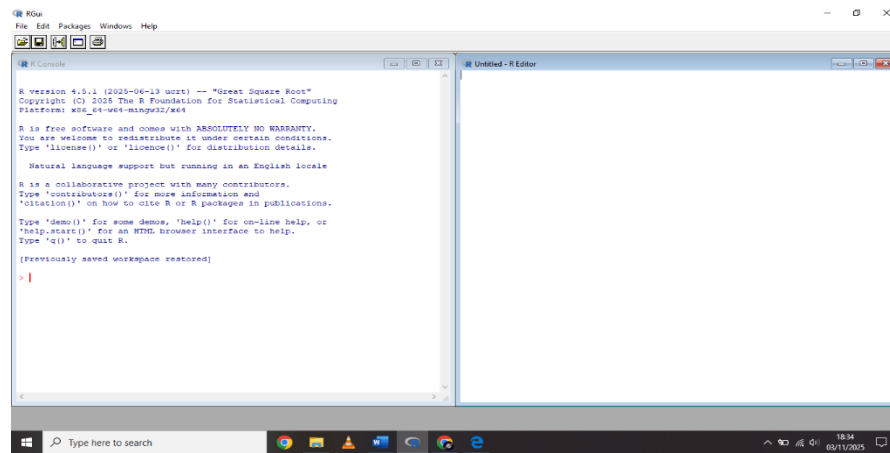 RGui
File Edit Packages Windows Help
R Console
R version 4.5.1 (2025-06-13 ucrt) -- "Great Square Root"
Copyright (C) 2025 The R Foundation for Statistical Computing
Platform: x86_64-w64-mingw32/x64
R is free software and comes with ABSOLUTELY NO WARRANTY.
You are welcome to redistribute it under certain conditions.
Type 'license()' or 'licence()' for distribution details.
Natural language support but running in an English locale
R is a collaborative project with many contributors.
Type 'contributors()' for more information and
'citation()' on how to cite R or R packages in publications.
Type 'demo()' for some demos, 'help()' for on-line help, or
'help.start()' for an HTML browser interface to help.
Type 'q()' to quit R.
[Previously saved workspace restored]
>
Untitled - R Editor
Type here to search
18:34
03/11/2025